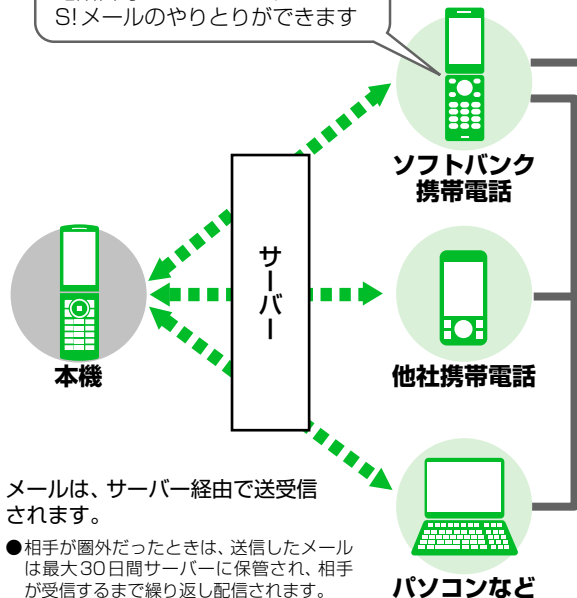 S!メールのやりとりができます
ソフトバンク
携帯電話
サーバー
本機
他社携帯電話
メールは、サーバー経由で送受信
されます。
●相手が圏外だったときは、送信したメール
は最大30日間サーバーに保管され、相手
が受信するまで繰り返し配信されます。
パソコンなど